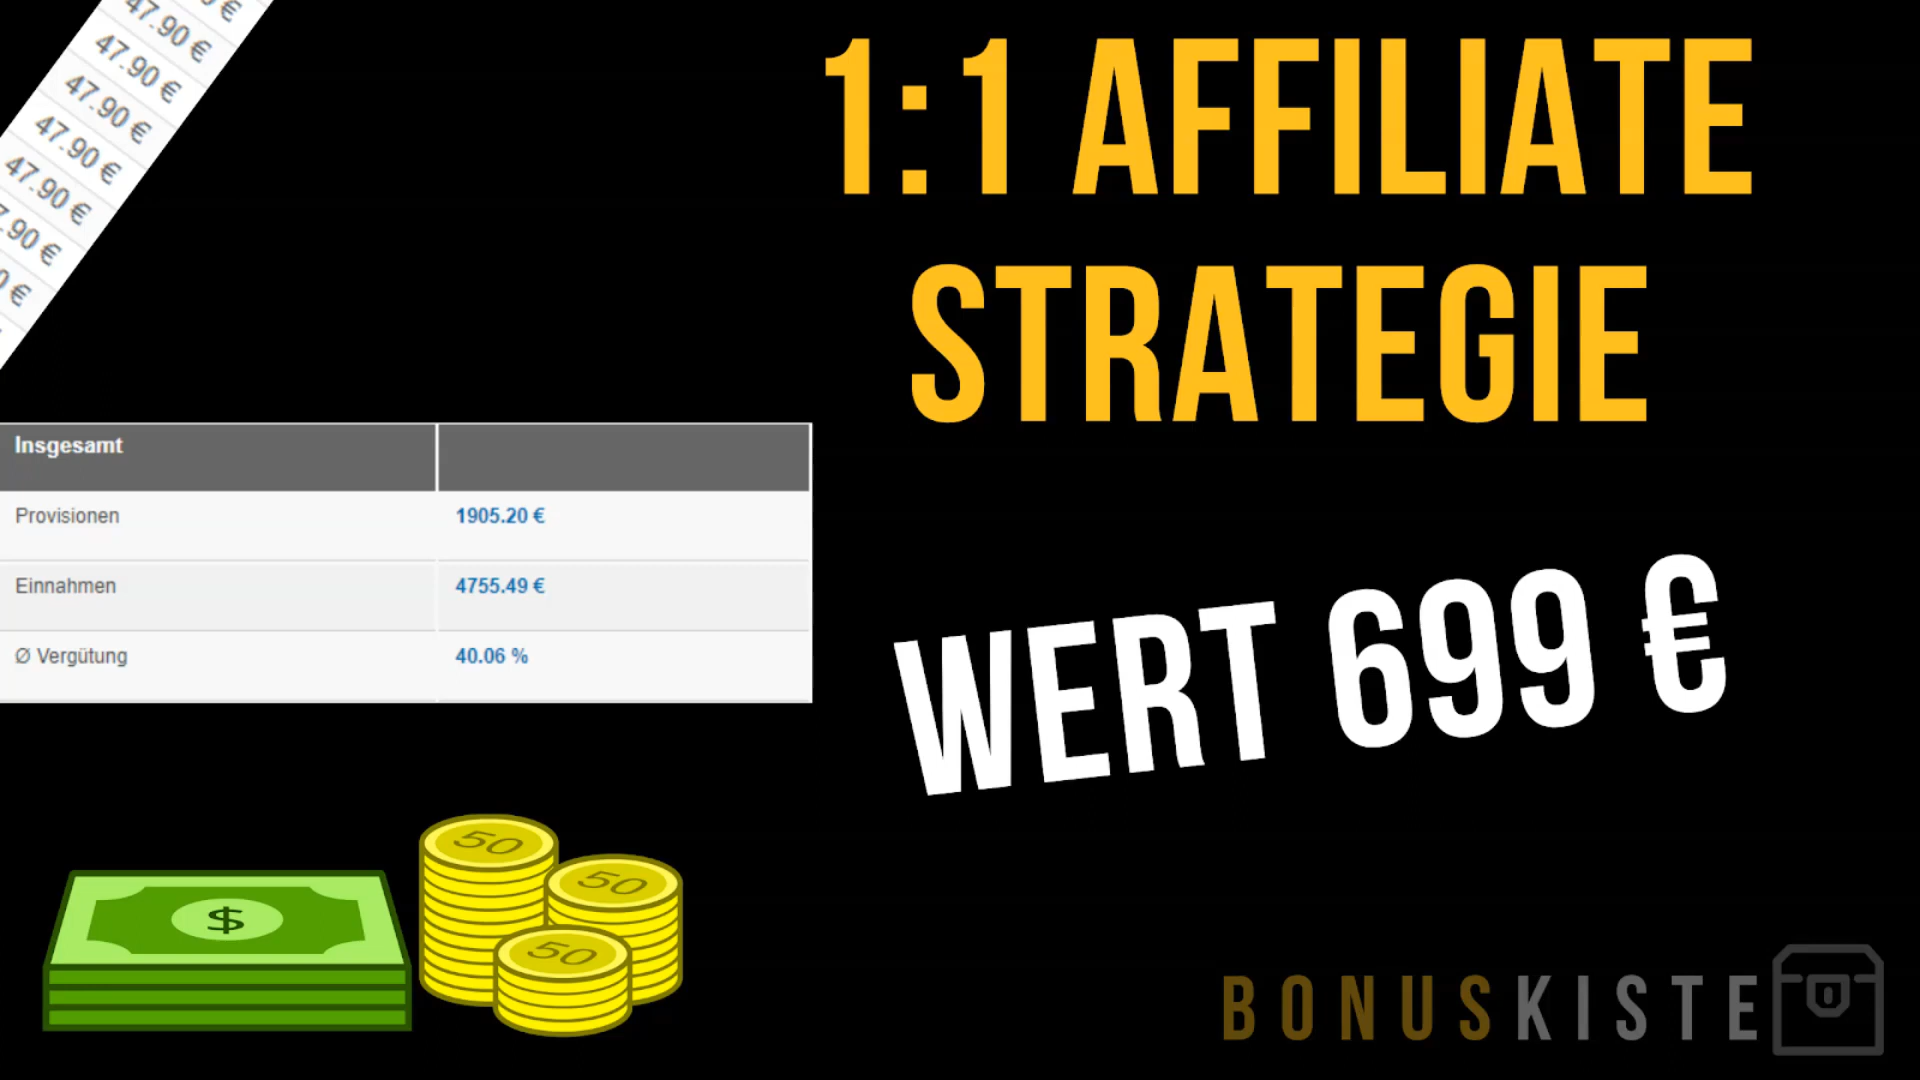 47.90 €
47.90 €
47.90 €
47.90 €
47.90 €
.90 €
€
1:1 AFFILIATE
STRATEGIE
Insgesamt
Provisionen 1905.20 €
Einnahmen 4755.49 €
Ø Vergütung 40.06 %
WERT 699 €
$
50
50
50
BONUSKISTE